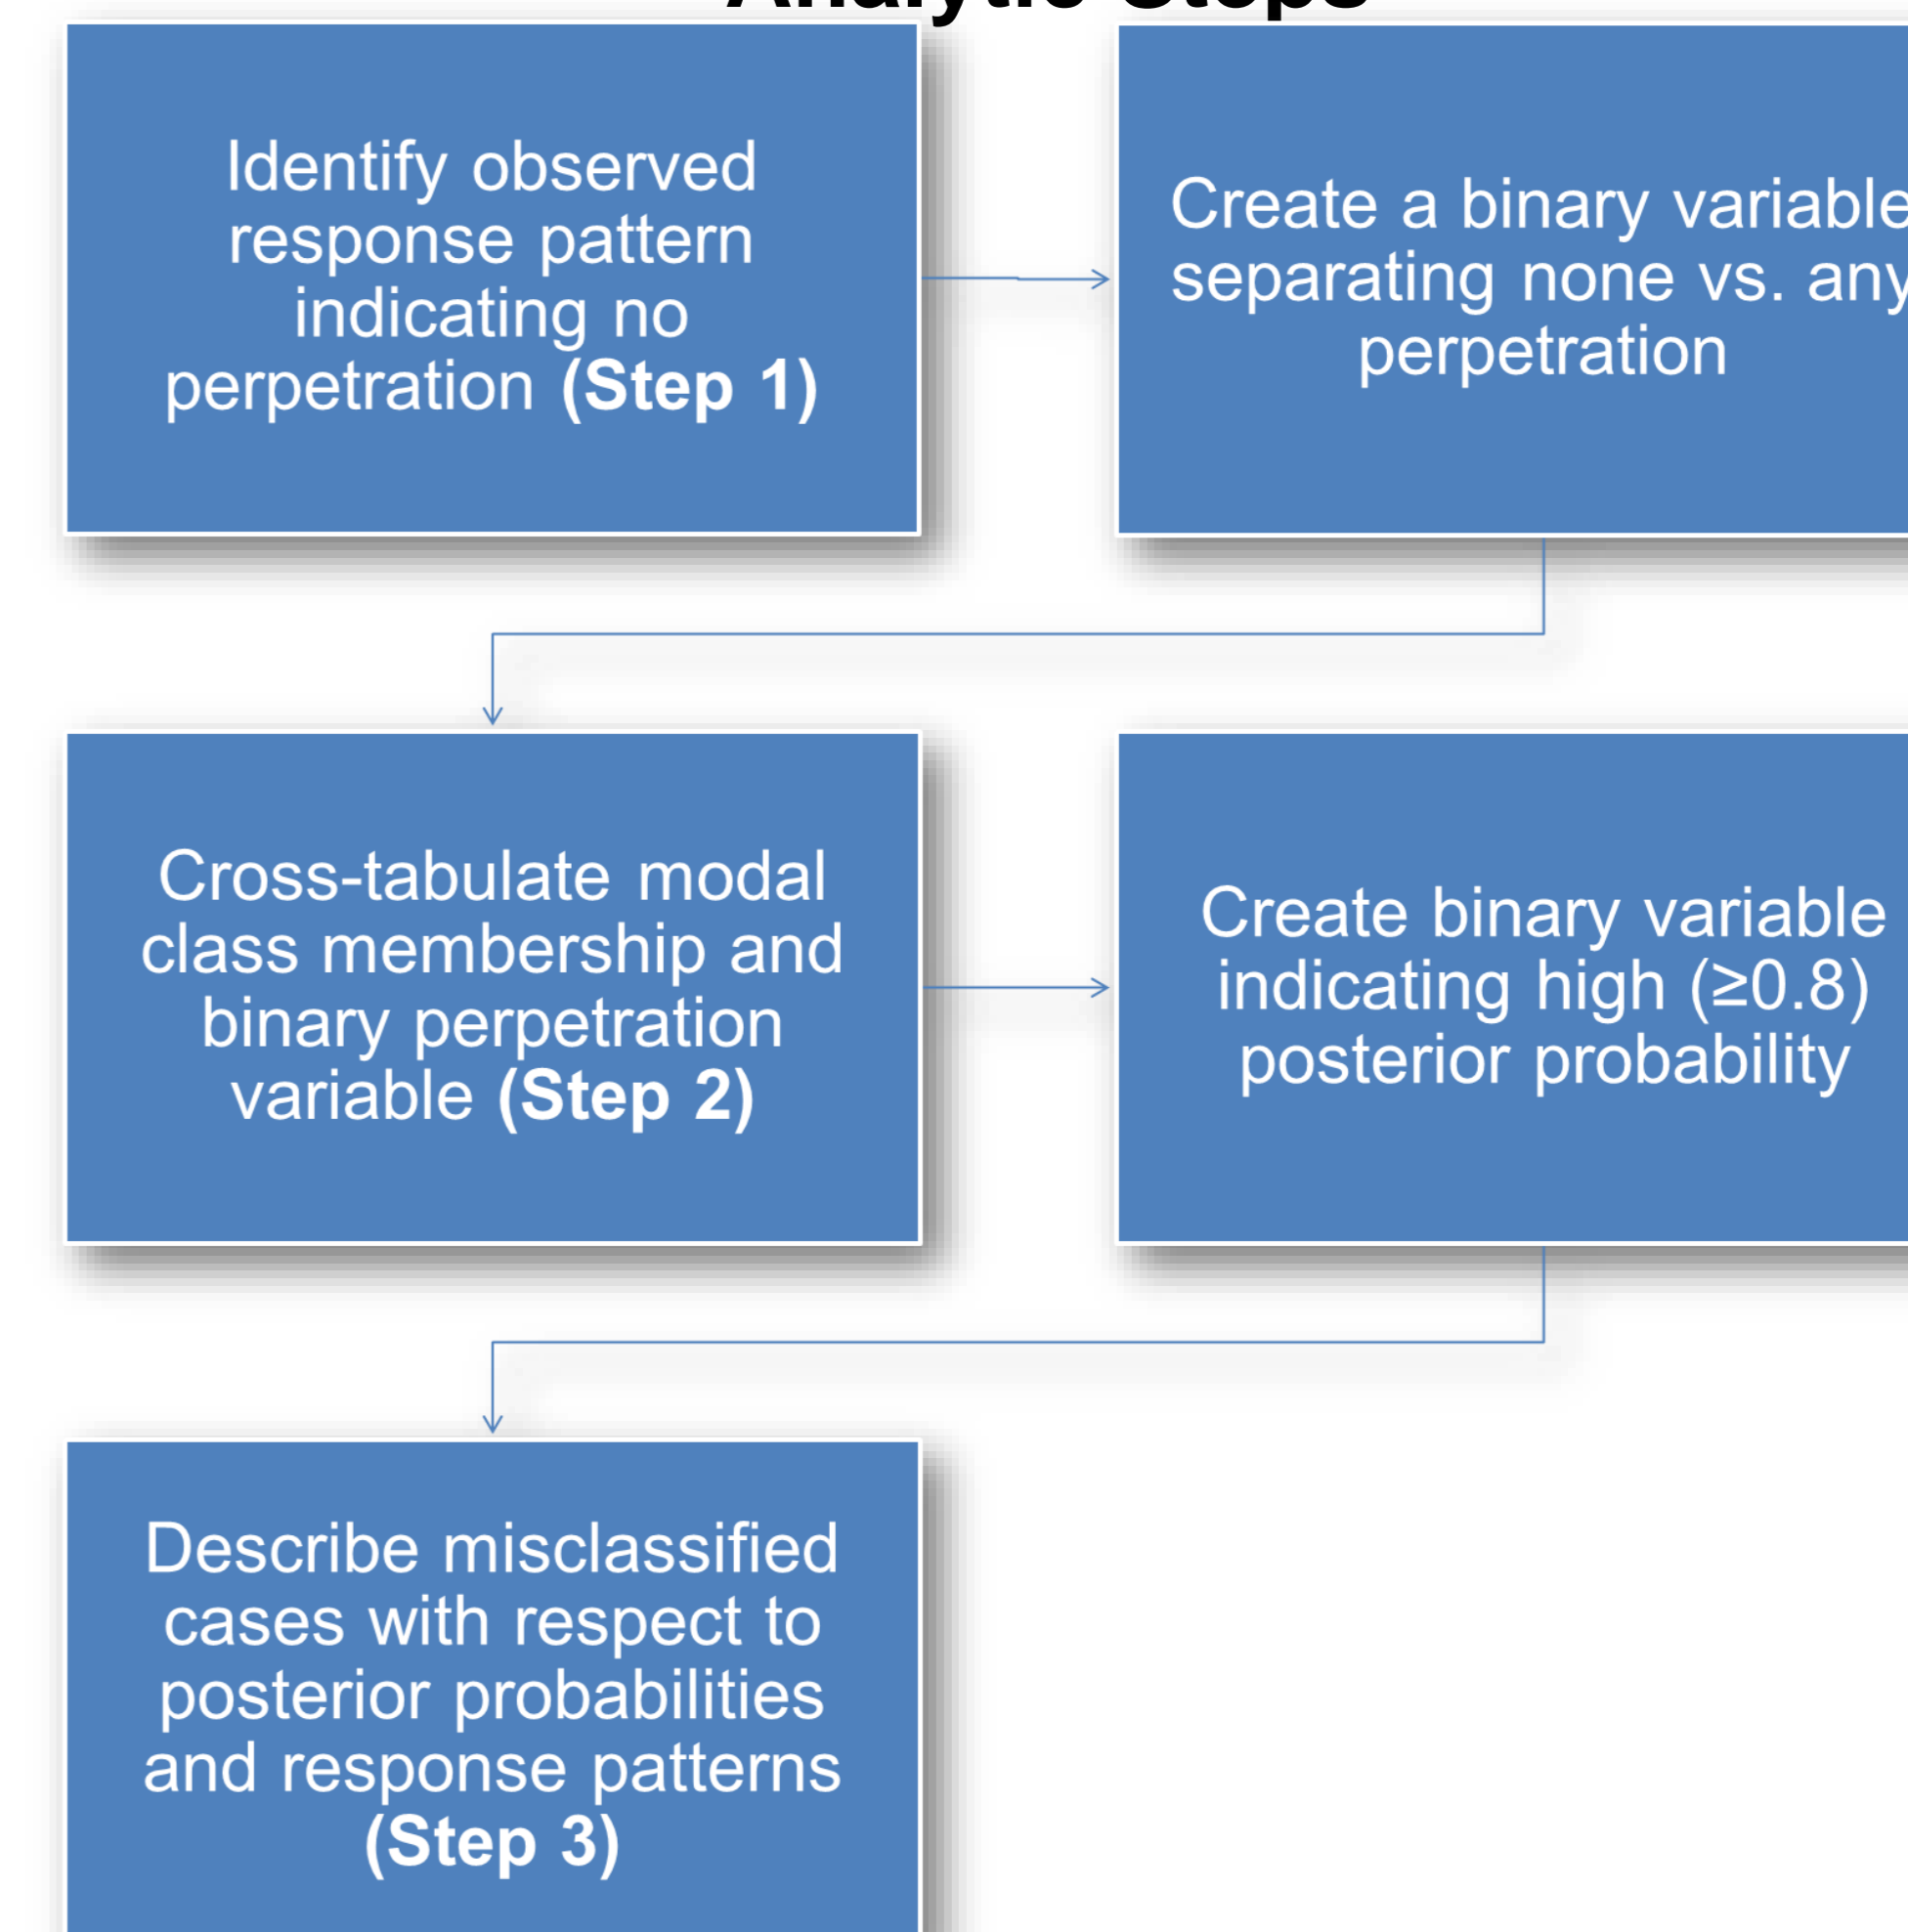 Analytic Steps
Identify observed
response pattern
indicating no
perpetration (Step 1)
Create a binary variable
separating none vs. any
perpetration
Cross-tabulate modal
class membership and
binary perpetration
variable (Step 2)
Create binary variable
indicating high (≥0.8)
posterior probability
Describe misclassified
cases with respect to
posterior probabilities
and response patterns
(Step 3)